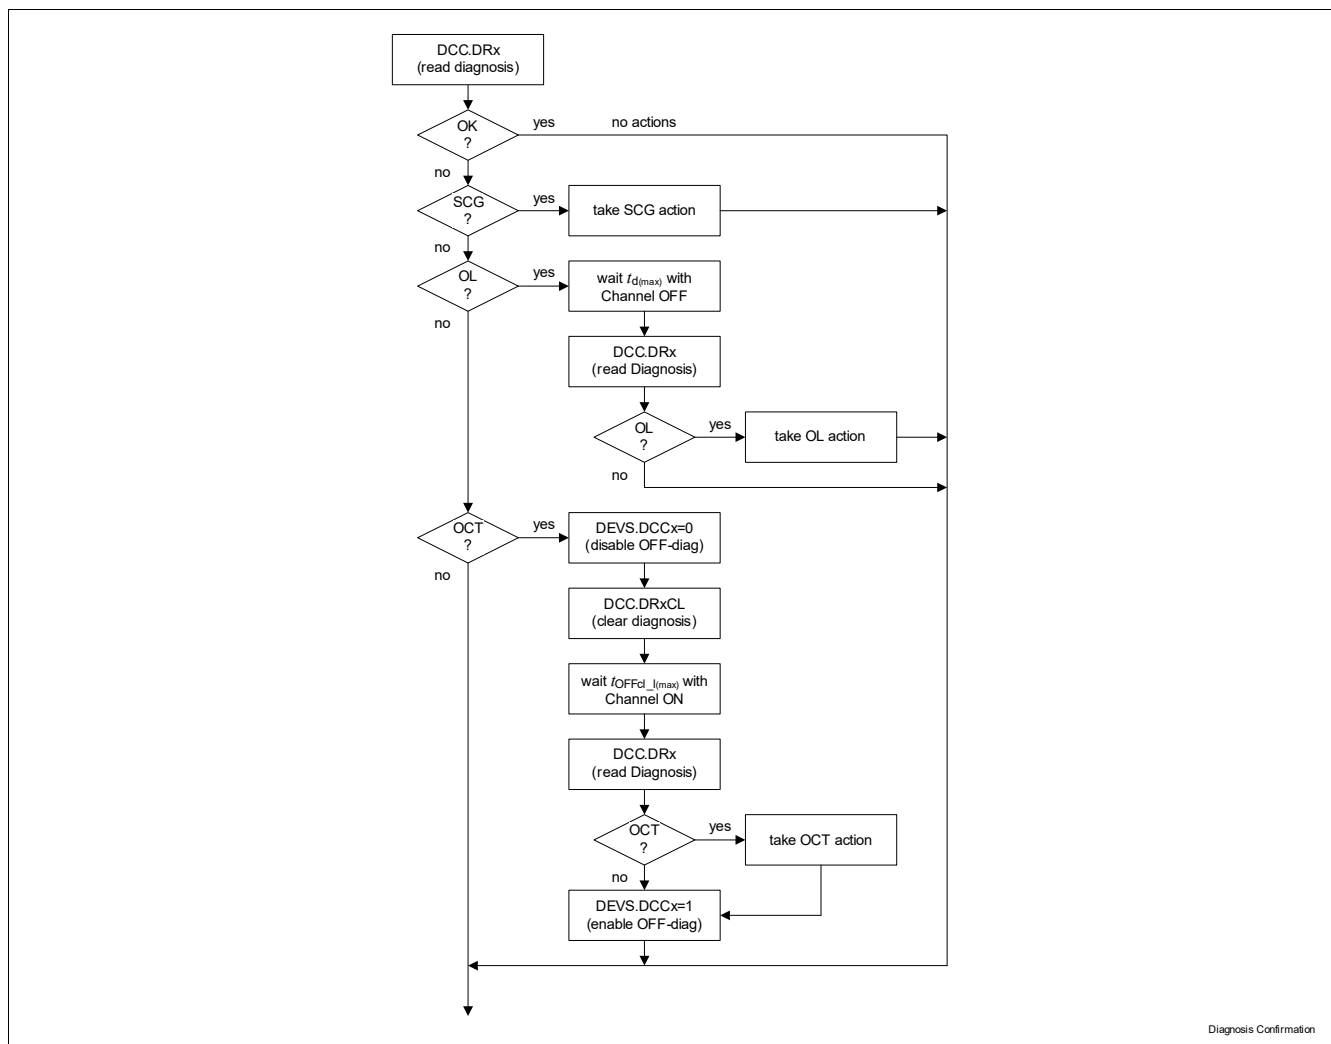 DCC.DRx
(read diagnosis)
OK
?
yes
no actions
no
SCG
?
yes
take SCG action
no
OL
?
yes
wait td(max) with
Channel OFF
no
DCC.DRx
(read Diagnosis)
OL
?
yes
take OL action
no
OCT
?
yes
DEVS.DCCx=0
(disable OFF-diag)
no
DCC.DRxCL
(clear diagnosis)
wait tOFFcl_l(max) with
Channel ON
DCC.DRx
(read Diagnosis)
OCT
?
yes
take OCT action
no
DEVS.DCCx=1
(enable OFF-diag)
Diagnosis Confirmation